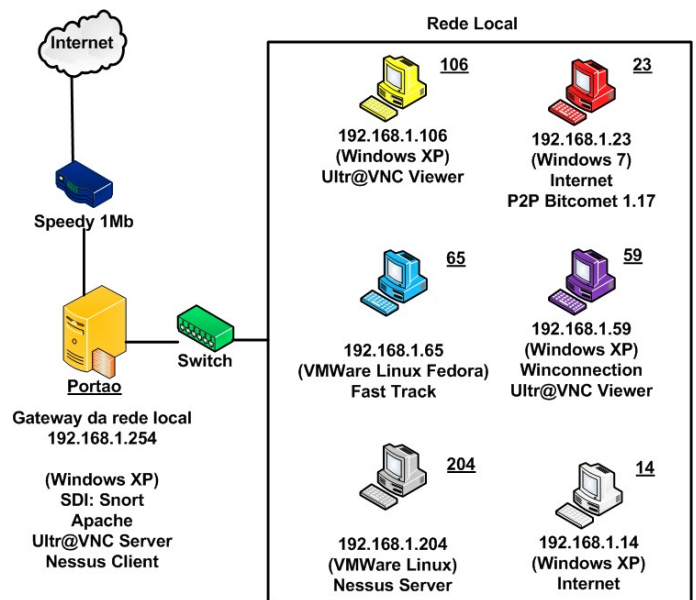 Internet
Speedy 1Mb
Portao
Gateway da rede local
192.168.1.254
(Windows XP)
SDI: Snort
Apache
Ultr@VNC Server
Nessus Client
Switch
Rede Local
106
192.168.1.106
(Windows XP)
Ultr@VNC Viewer
23
192.168.1.23
(Windows 7)
Internet
P2P Bitcomet 1.17
65
192.168.1.65
(VMWare Linux Fedora)
Fast Track
59
192.168.1.59
(Windows XP)
Winconnection
Ultr@VNC Viewer
204
192.168.1.204
(VMWare Linux)
Nessus Server
14
192.168.1.14
(Windows XP)
Internet